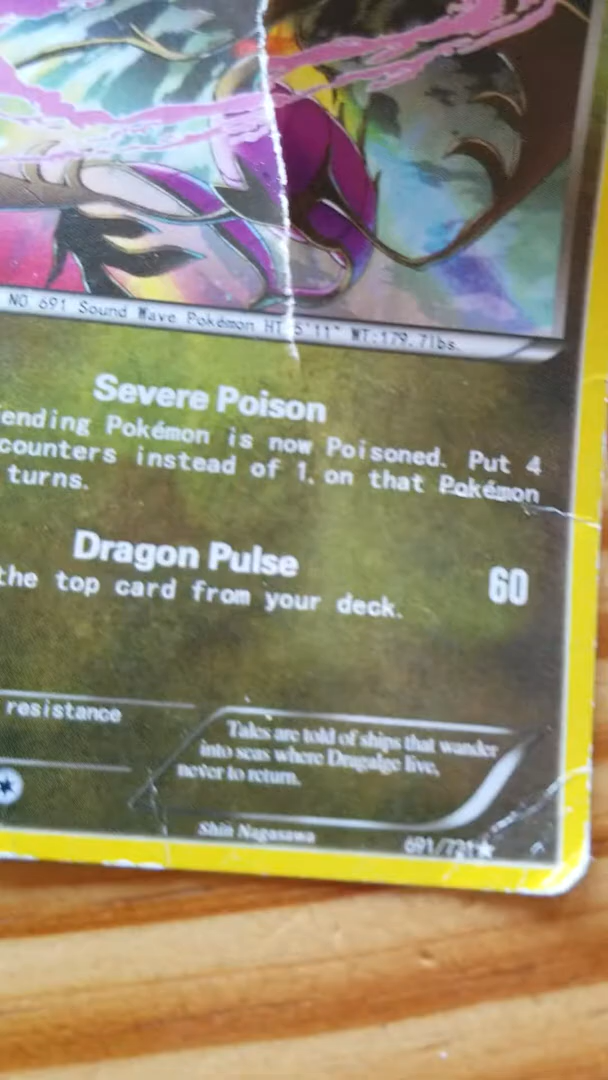 NO 691 Sound Wave Pokémon HT 5'11" WT:179.7lbs.
Severe Poison
ending Pokémon is now Poisoned. Put 4
counters instead of 1. on that Pokémon
turns.
Dragon Pulse
60
the top card from your deck.
resistance
Tales are told of ships that wander
into seas where Dragalge live,
never to return.
Shin Nagasawa
691/721★